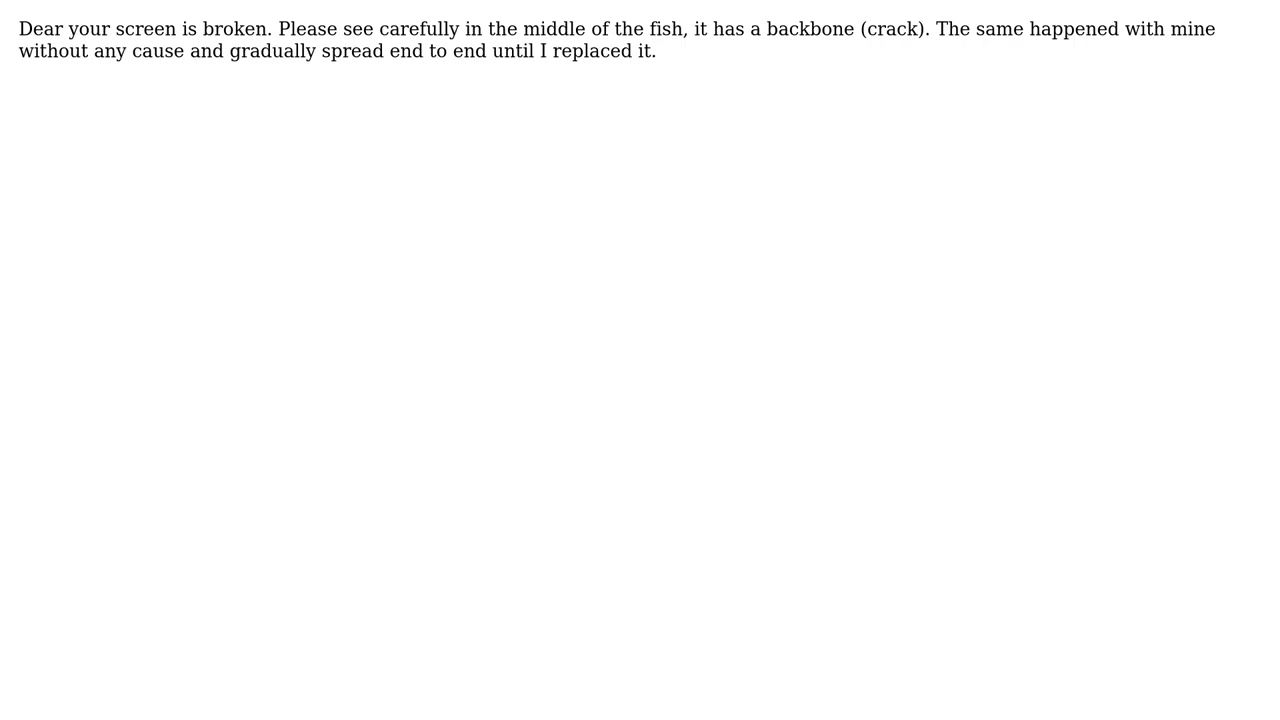 Dear your screen is broken. Please see carefully in the middle of the fish, it has a backbone (crack). The same happened with mine
without any cause and gradually spread end to end until I replaced it.